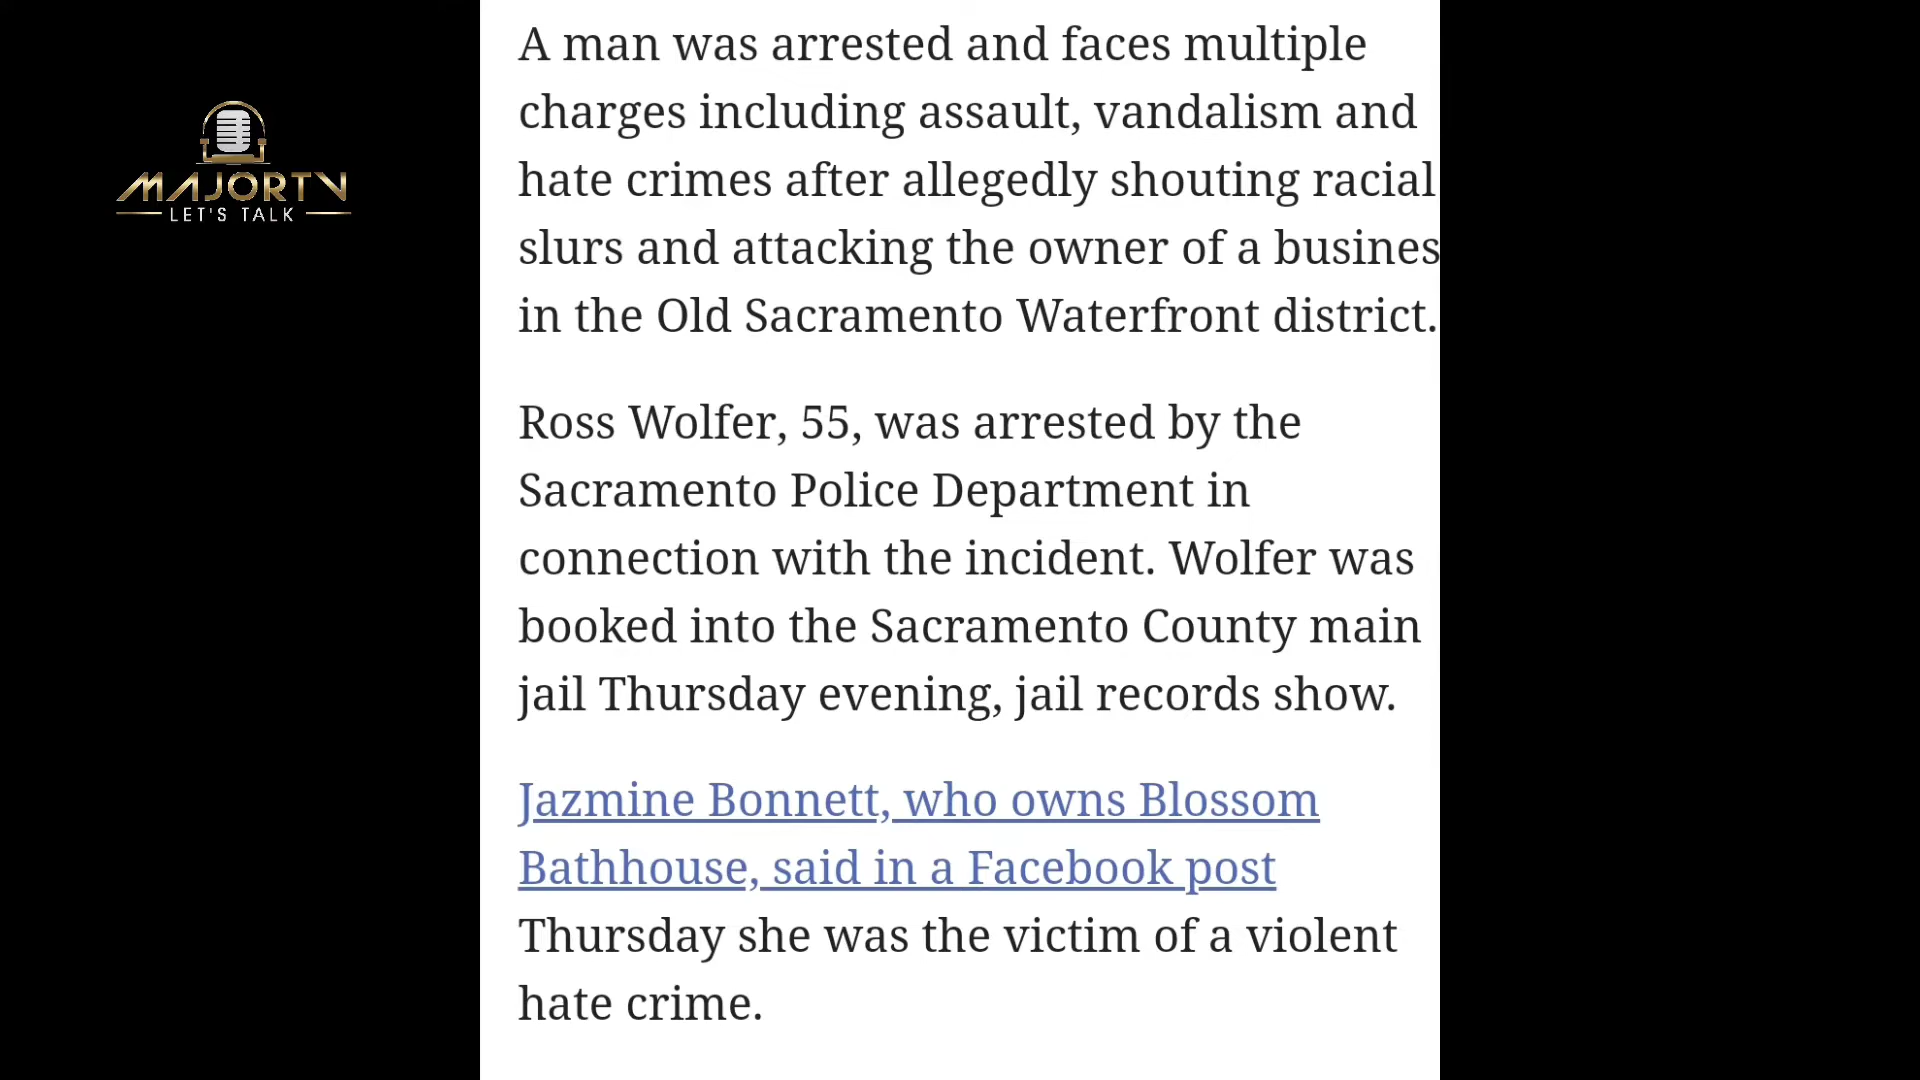 MAJORTV
LET'S TALK
A man was arrested and faces multiple
charges including assault, vandalism and
hate crimes after allegedly shouting racial
slurs and attacking the owner of a busines
in the Old Sacramento Waterfront district.
Ross Wolfer, 55, was arrested by the
Sacramento Police Department in
connection with the incident. Wolfer was
booked into the Sacramento County main
jail Thursday evening, jail records show.
Jazmine Bonnett, who owns Blossom
Bathhouse, said in a Facebook post
Thursday she was the victim of a violent
hate crime.